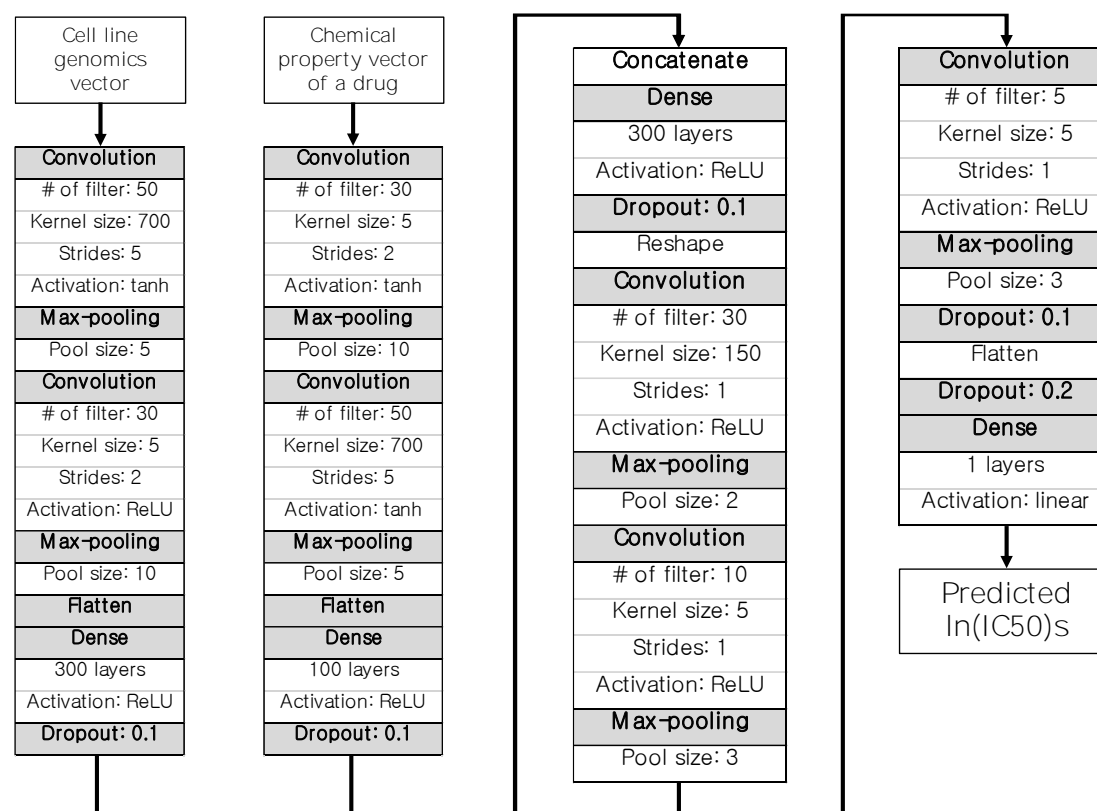 Cell line
genomics
vector
Convolution
# of filter: 50
Kernel size: 700
Strides: 5
Activation: tanh
Max-pooling
Pool size: 5
Convolution
# of filter: 30
Kernel size: 5
Strides: 2
Activation: ReLU
Max-pooling
Pool size: 10
Flatten
Dense
300 layers
Activation: ReLU
Dropout: 0.1
Chemical
property vector
of a drug
Convolution
# of filter: 30
Kernel size: 5
Strides: 2
Activation: tanh
Max-pooling
Pool size: 10
Convolution
# of filter: 50
Kernel size: 700
Strides: 5
Activation: tanh
Max-pooling
Pool size: 5
Flatten
Dense
100 layers
Activation: ReLU
Dropout: 0.1
Concatenate
Dense
300 layers
Activation: ReLU
Dropout: 0.1
Reshape
Convolution
# of filter: 30
Kernel size: 150
Strides: 1
Activation: ReLU
Max-pooling
Pool size: 2
Convolution
# of filter: 10
Kernel size: 5
Strides: 1
Activation: ReLU
Max-pooling
Pool size: 3
Convolution
# of filter: 5
Kernel size: 5
Strides: 1
Activation: ReLU
Max-pooling
Pool size: 3
Dropout: 0.1
Flatten
Dropout: 0.2
Dense
1 layers
Activation: linear
Predicted
ln(IC50)s